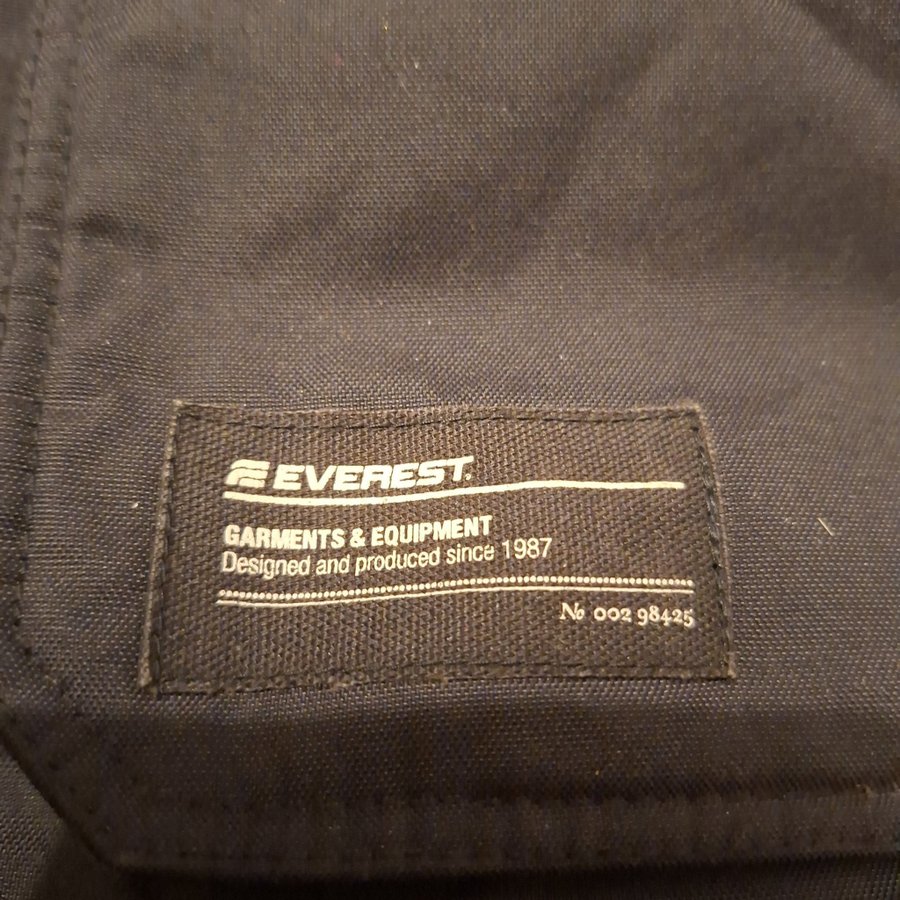 EVEREST.
GARMENTS & EQUIPMENT
Designed and produced since 1987
No 002 98425